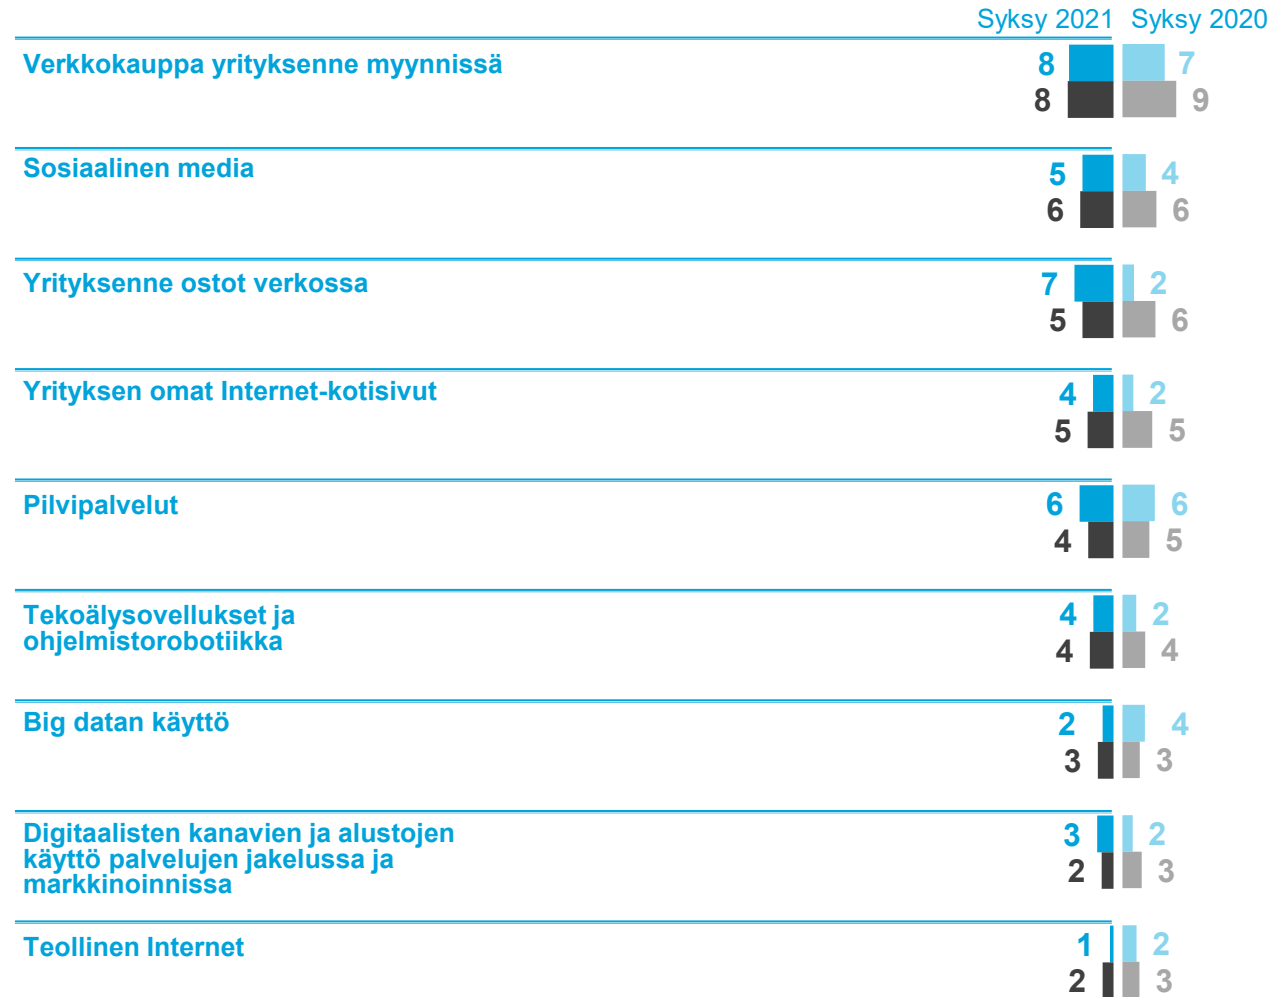 Syksy 2021 Syksy 2020
Verkkokauppa yrityksenne myynnissä
8 7
8 9
Sosiaalinen media
5 4
6 6
Yrityksenne ostot verkossa
7 2
5 6
Yrityksen omat Internet-kotisivut
4 2
5 5
Pilvipalvelut
6 6
4 5
Tekoälysovellukset ja
ohjelmistorobotiikka
4 2
4 4
Big datan käyttö
2 4
3 3
Digitaalisten kanavien ja alustojen
käyttö palvelujen jakelussa ja
markkinoinnissa
3 2
2 3
Teollinen Internet
1 2
2 3